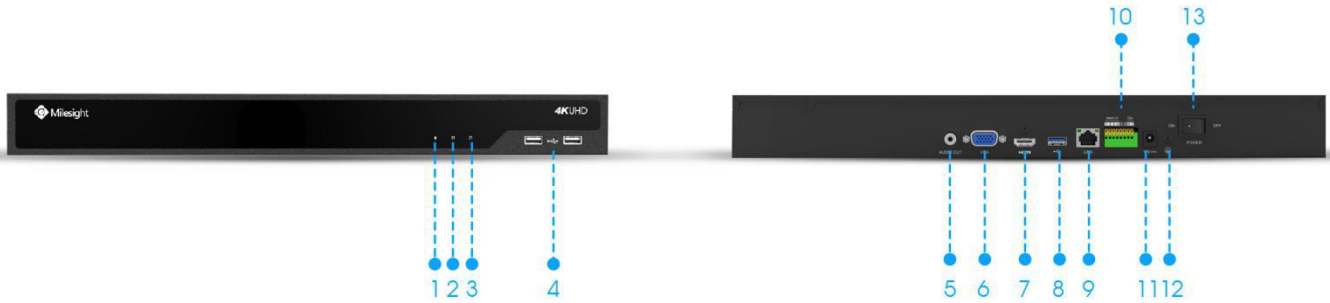 10 13
Milesight
4KUHD
ON OFF
POWER
AUDIO OUT VGA HDMI LAN
1 2 3 4
5 6 7 8 9 11 12